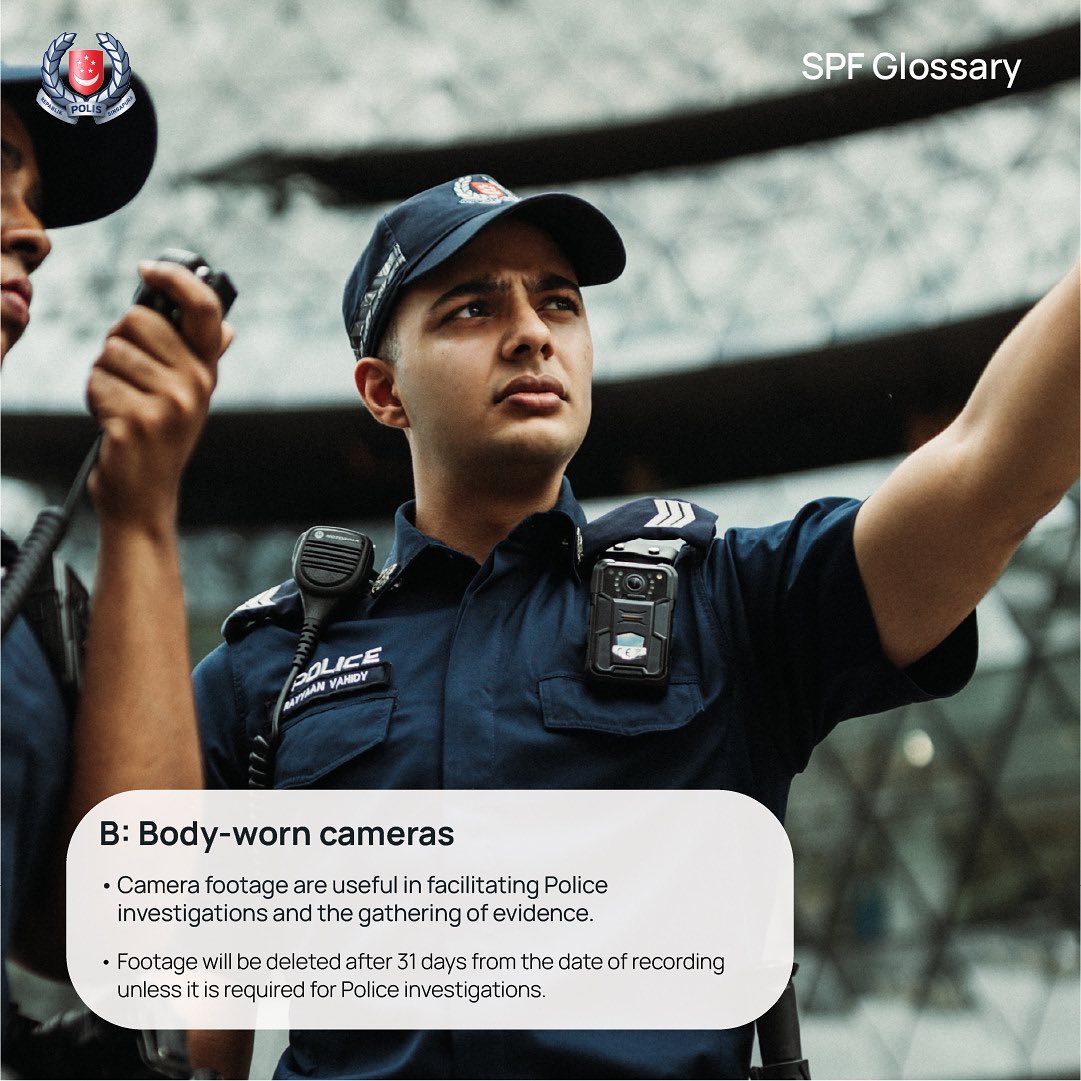 REPUBLIK SINGAPURA
POLIS
SPF Glossary
MOTOROLA
POLICE
RAYYAAN VAHIDY
B: Body-worn cameras
• Camera footage are useful in facilitating Police
investigations and the gathering of evidence.
• Footage will be deleted after 31 days from the date of recording
unless it is required for Police investigations.